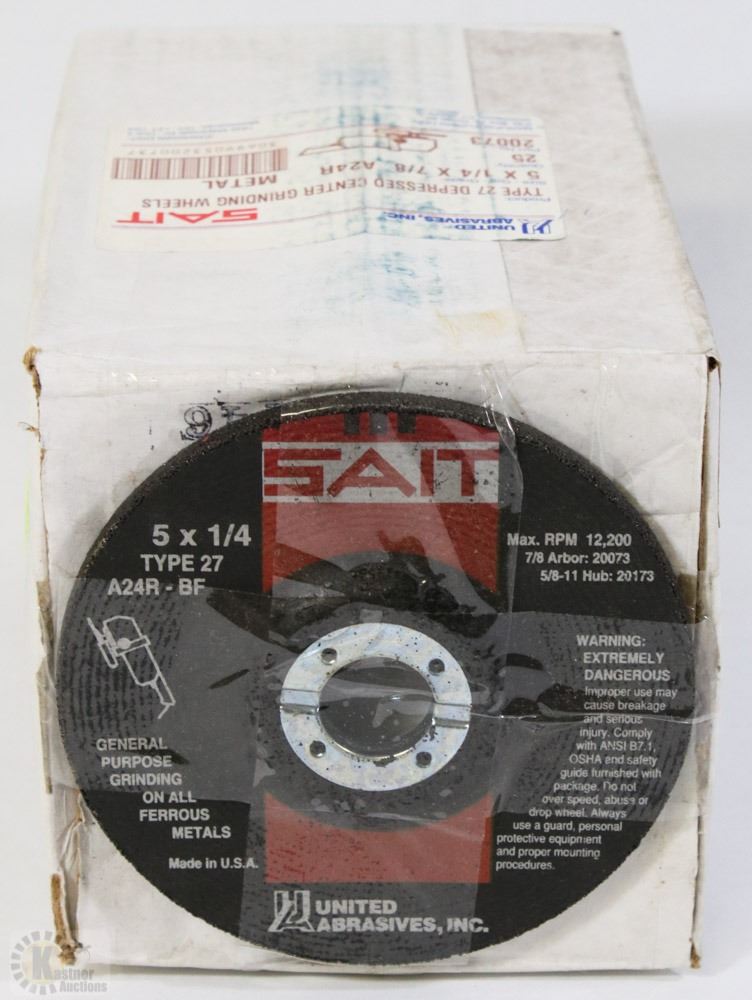 UNITED
ABRASIVES, INC.
SAIT
Product:
TYPE 27 DEPRESSED CENTER GRINDING WHEELS
METAL
5 X 1/4 X 7/8 A24R
25
20073
SAIT
5 x 1/4
TYPE 27
A24R - BF
Max. RPM 12,200
7/8 Arbor: 20073
5/8-11 Hub: 20173
WARNING:
EXTREMELY
DANGEROUS
Improper use may
cause breakage
and serious
injury. Comply
with ANSI B7.1,
OSHA and safety
guide furnished with
package. Do not
over speed, abuse or
drop wheel. Always
use a guard, personal
protective equipment
and proper mounting
procedures.
GENERAL
PURPOSE
GRINDING
ON ALL
FERROUS
METALS
Made in U.S.A.
UNITED
ABRASIVES, INC.
Kastner
Auctions